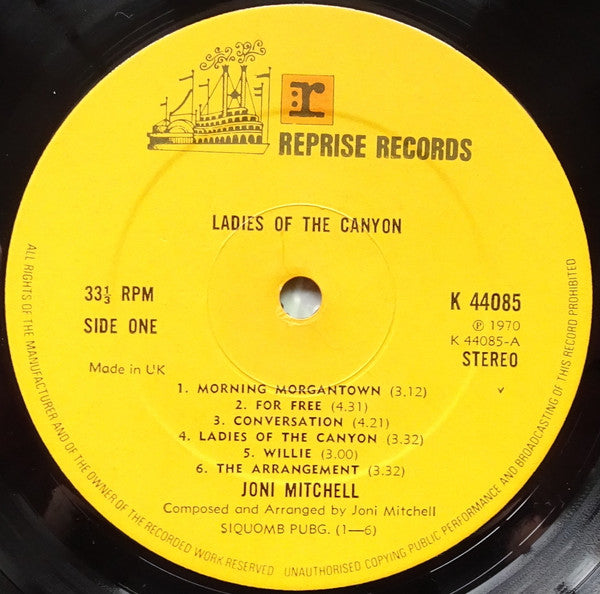 r
REPRISE RECORDS
LADIES OF THE CANYON
33⅓ RPM
SIDE ONE
Made in UK
K 44085
℗ 1970
K 44085-A
STEREO
1. MORNING MORGANTOWN (3.12)
2. FOR FREE (4.31)
3. CONVERSATION (4.21)
4. LADIES OF THE CANYON (3.32)
5. WILLIE (3.00)
6. THE ARRANGEMENT (3.32)
JONI MITCHELL
Composed and Arranged by Joni Mitchell
SIQUOMB PUBG. (1—6)
ALL RIGHTS OF THE MANUFACTURER AND OF THE OWNER OF THE RECORDED WORK RESERVED
UNAUTHORISED COPYING PUBLIC PERFORMANCE AND BROADCASTING OF THIS RECORD PROHIBITED